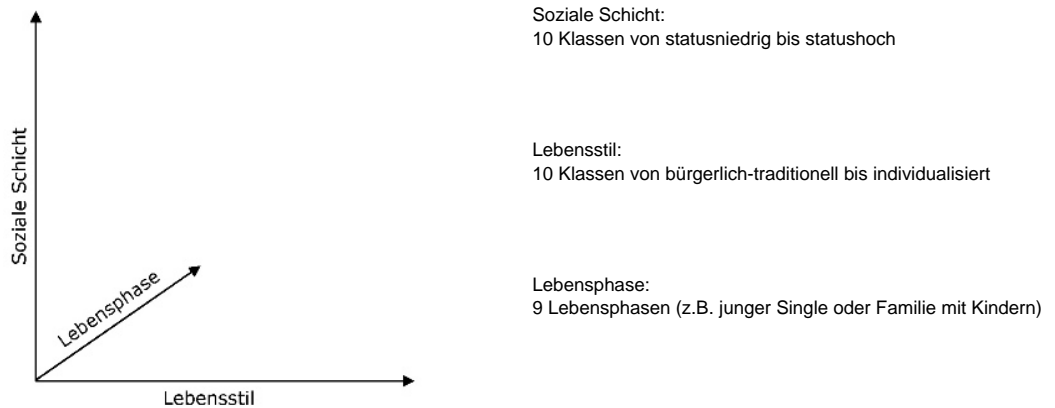 Soziale Schicht
Lebensphase
Lebensstil
Soziale Schicht:
10 Klassen von statusniedrig bis statushoch
Lebensstil:
10 Klassen von bürgerlich-traditionell bis individualisiert
Lebensphase:
9 Lebensphasen (z.B. junger Single oder Familie mit Kindern)